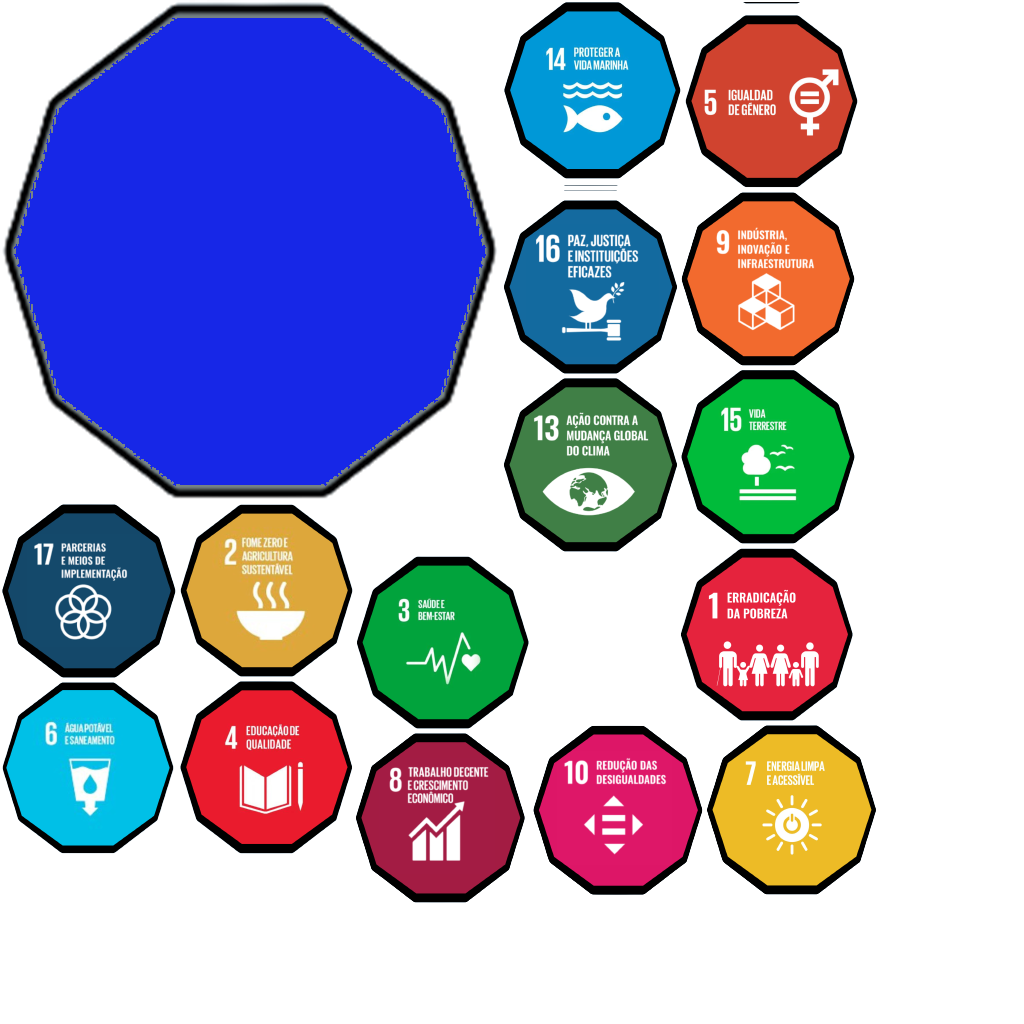 14 PROTEGER A
VIDA MARINHA
5 IGUALDAD
DE GÉNERO
16 PAZ, JUSTIÇA
E INSTITUIÇÕES
EFICAZES
9 INDÚSTRIA,
INOVAÇÃO E
INFRAESTRUTURA
13 AÇÃO CONTRA A
MUDANÇA GLOBAL
DO CLIMA
15 VIDA
TERRESTRE
17 PARCERIAS
E MEIOS DE
IMPLEMENTAÇÃO
2 FOME ZERO E
AGRICULTURA
SUSTENTÁVEL
3 SAÚDE E
BEM-ESTAR
1 ERRADICAÇÃO
DA POBREZA
6 ÁGUA POTÁVEL
E SANEAMENTO
4 EDUCAÇÃO DE
QUALIDADE
8 TRABALHO DECENTE
E CRESCIMENTO
ECONÔMICO
10 REDUÇÃO DAS
DESIGUALDADES
7 ENERGIA LIMPA
E ACESSÍVEL